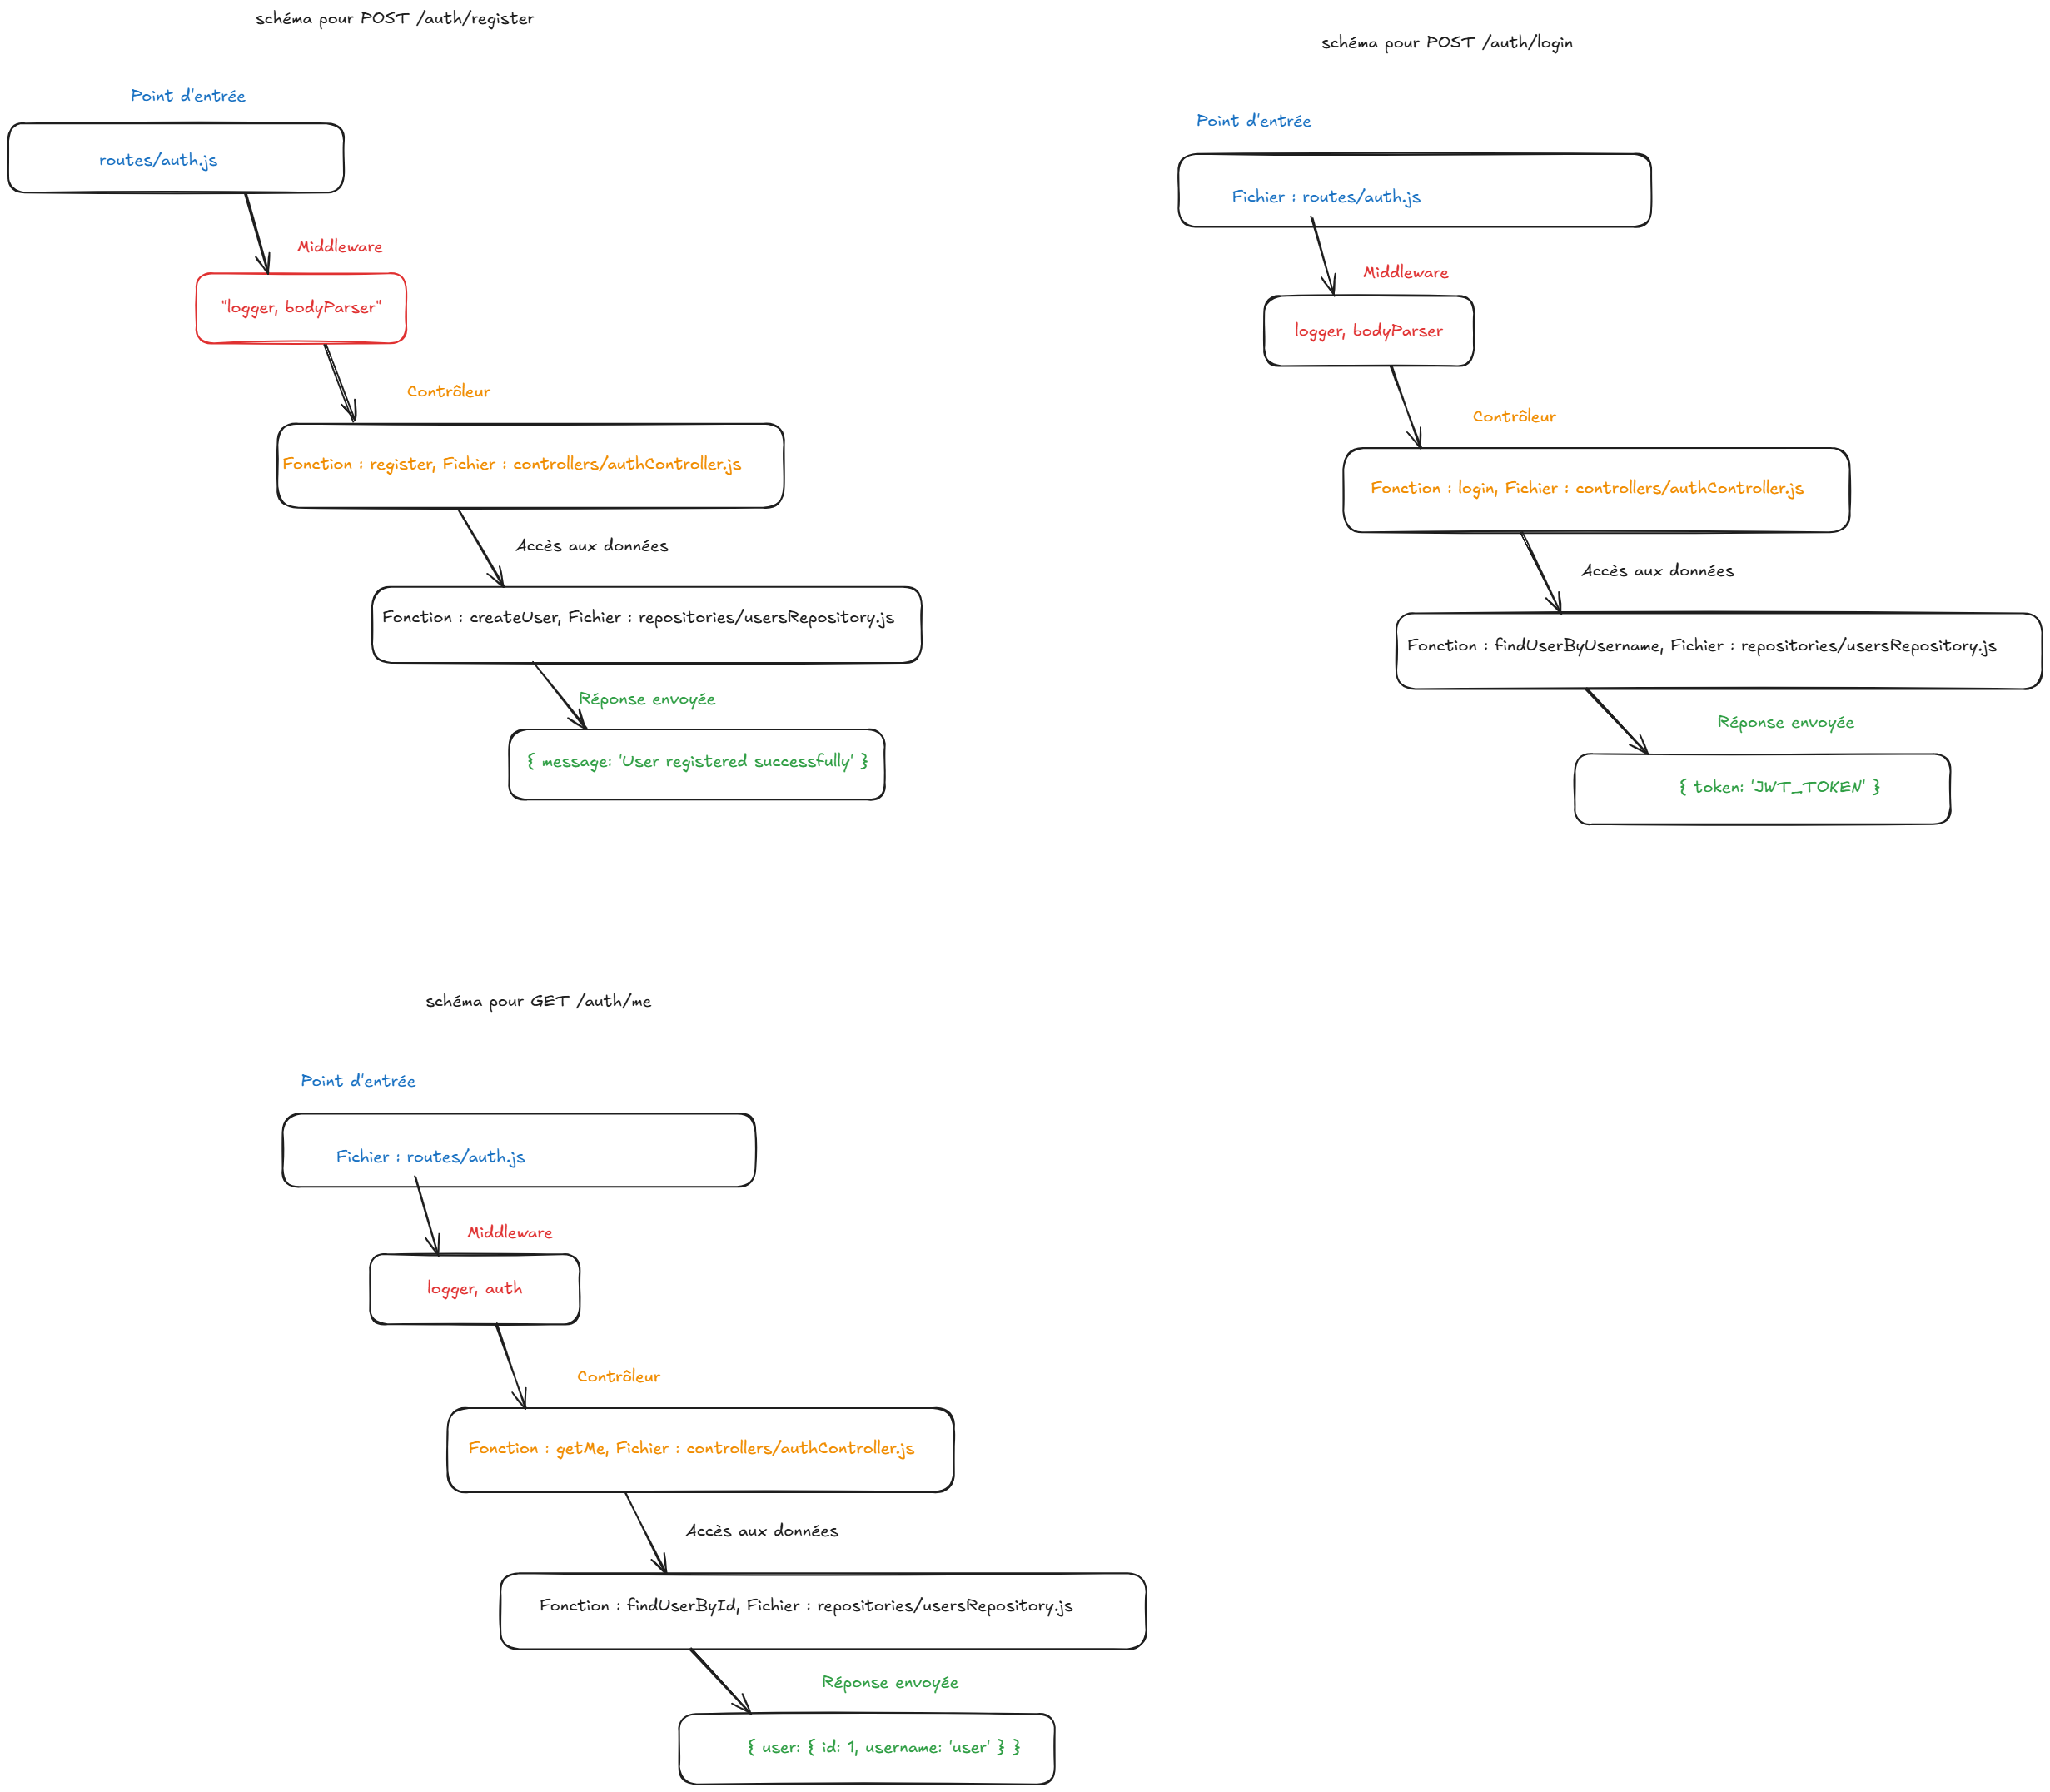 schéma pour POST /auth/register
Point d'entrée
routes/auth.js
Middleware
"logger, bodyParser"
Contrôleur
Fonction : register, Fichier : controllers/authController.js
Accès aux données
Fonction : createUser, Fichier : repositories/usersRepository.js
Réponse envoyée
{ message: 'User registered successfully' }
schéma pour POST /auth/login
Point d'entrée
Fichier : routes/auth.js
Middleware
logger, bodyParser
Contrôleur
Fonction : login, Fichier : controllers/authController.js
Accès aux données
Fonction : findUserByUsername, Fichier : repositories/usersRepository.js
Réponse envoyée
{ token: 'JWT_TOKEN' }
schéma pour GET /auth/me
Point d'entrée
Fichier : routes/auth.js
Middleware
logger, auth
Contrôleur
Fonction : getMe, Fichier : controllers/authController.js
Accès aux données
Fonction : findUserById, Fichier : repositories/usersRepository.js
Réponse envoyée
{ user: { id: 1, username: 'user' } }